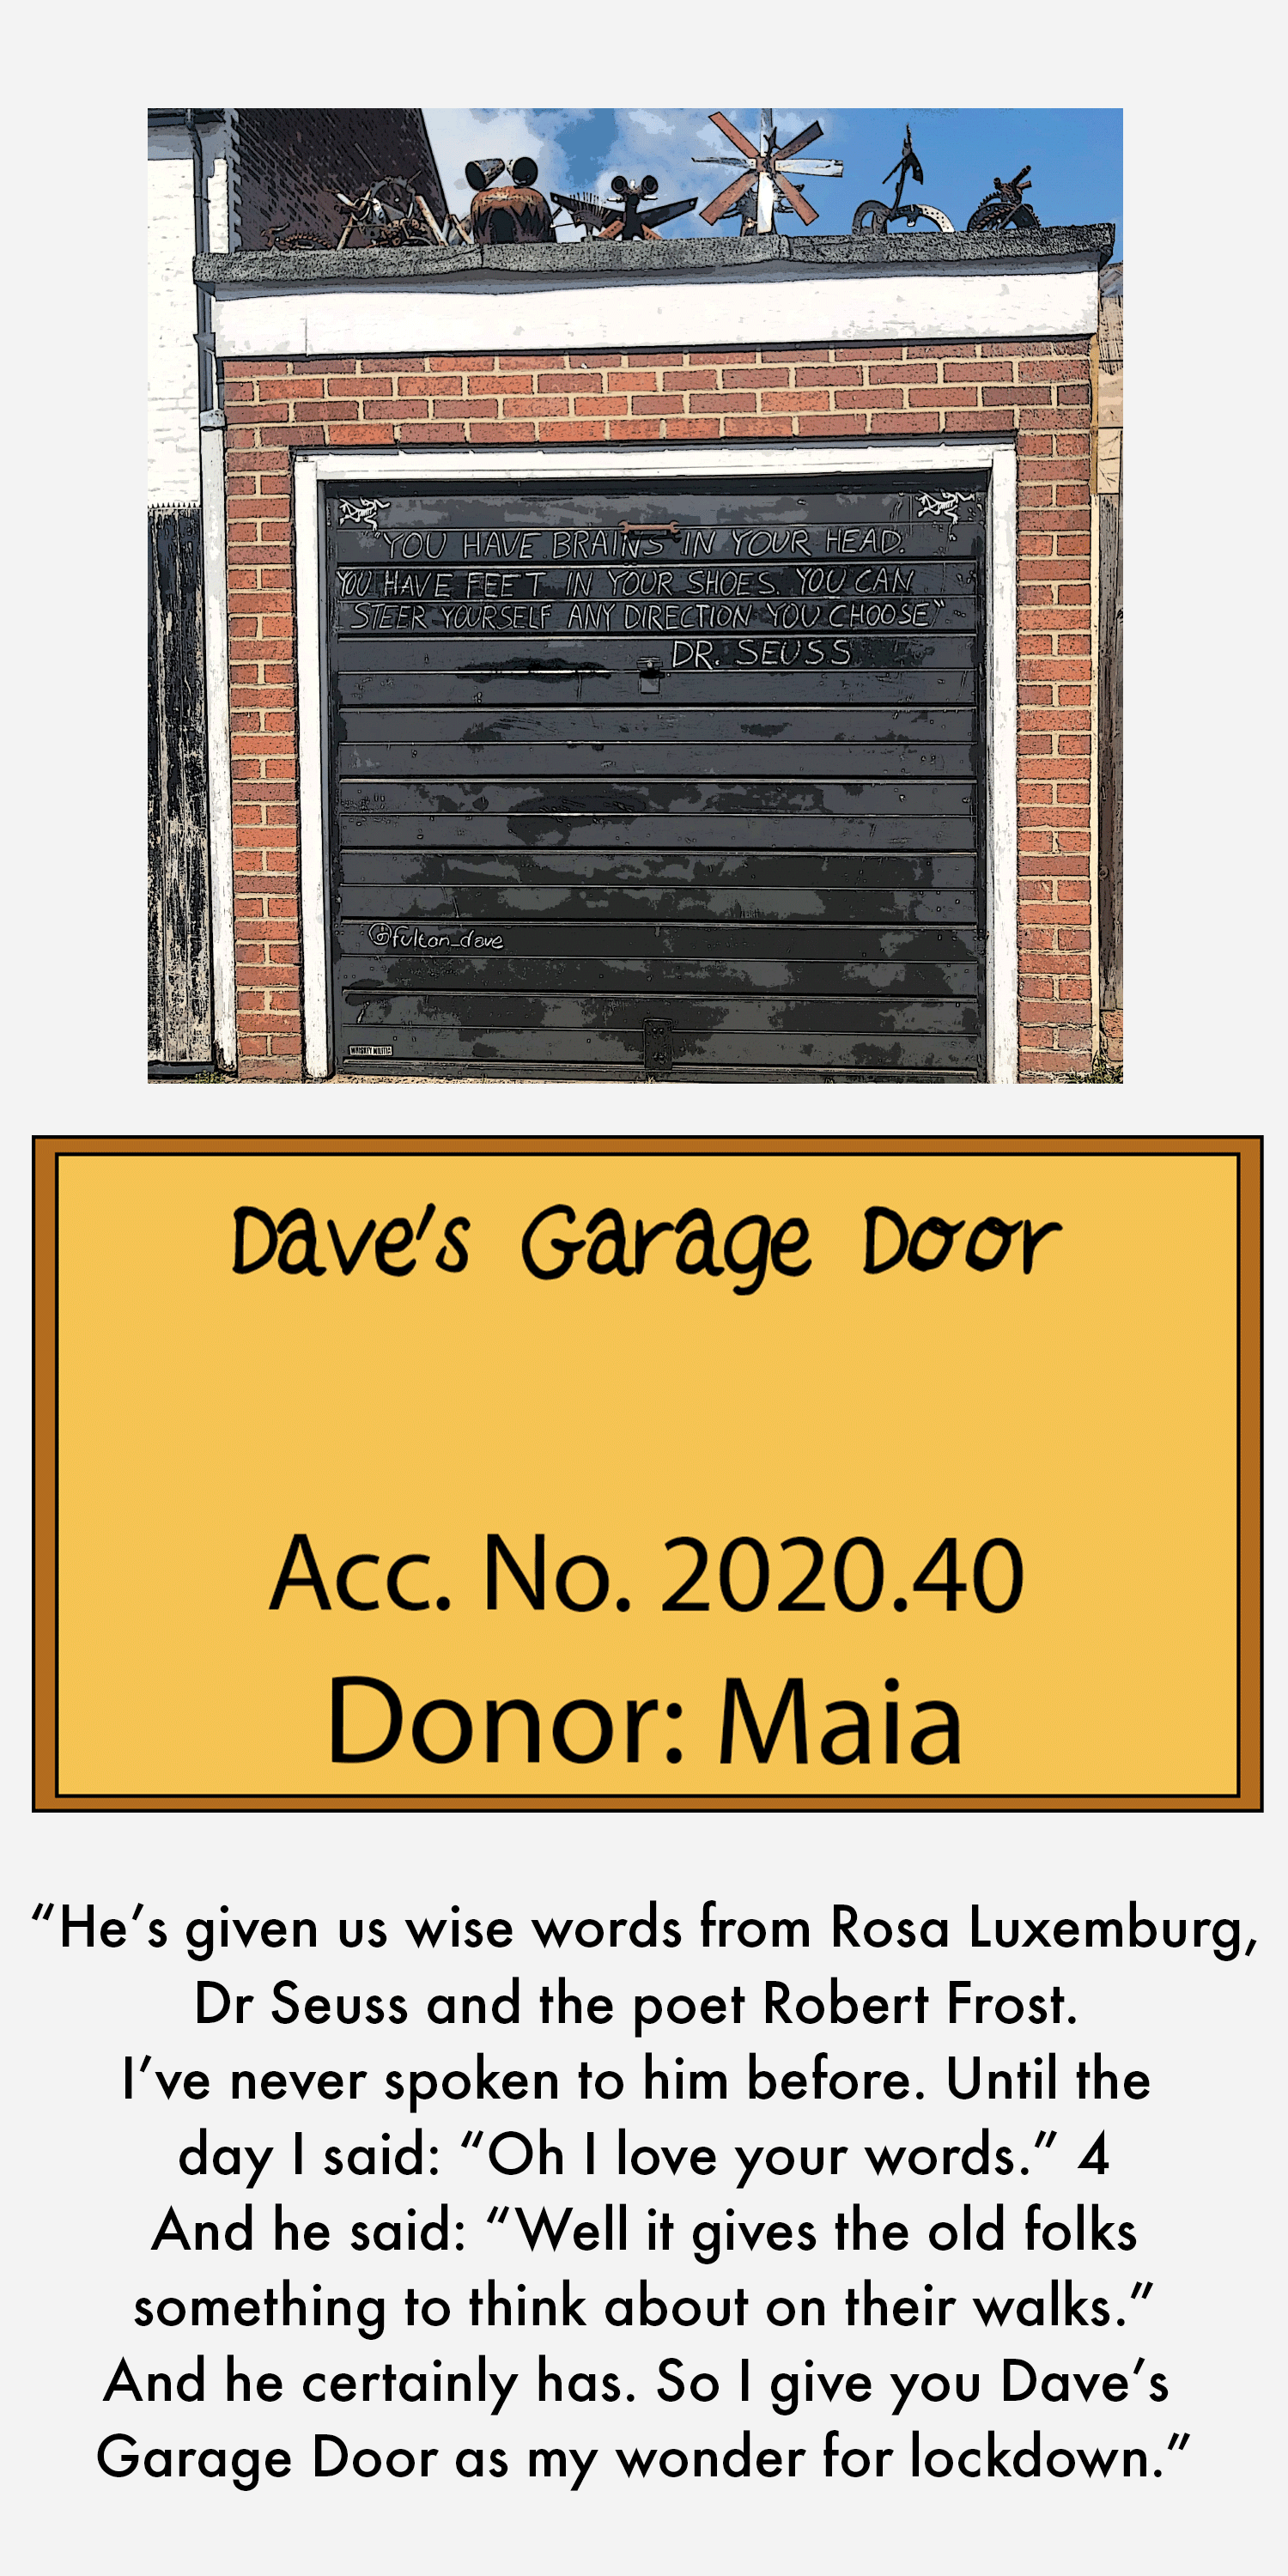 "YOU HAVE BRAINS IN YOUR HEAD.
YOU HAVE FEET IN YOUR SHOES. YOU CAN
STEER YOURSELF ANY DIRECTION YOU CHOOSE"
DR. SEUSS
@fulton_dave
Dave's Garage Door
Acc. No. 2020.40
Donor: Maia
“He’s given us wise words from Rosa Luxemburg,
Dr Seuss and the poet Robert Frost.
I’ve never spoken to him before. Until the
day I said: “Oh I love your words.” 4
And he said: “Well it gives the old folks
something to think about on their walks.”
And he certainly has. So I give you Dave’s
Garage Door as my wonder for lockdown.”